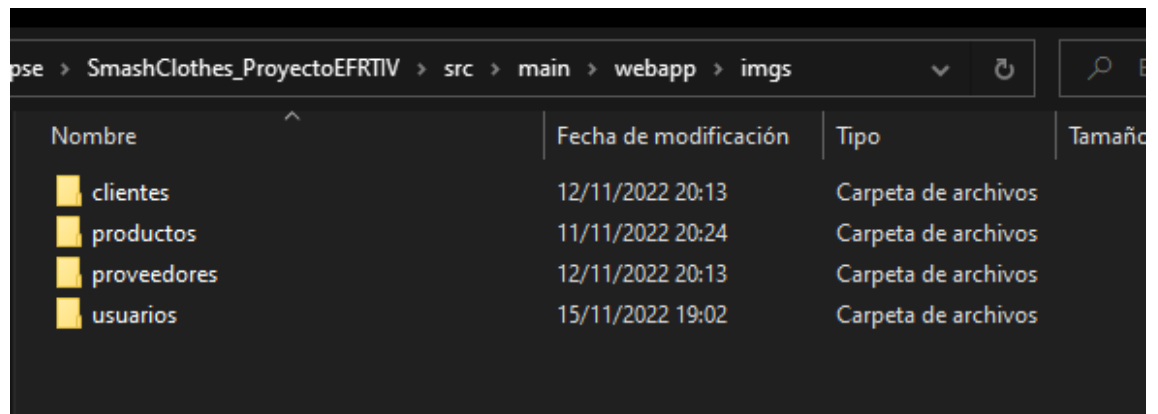 pse > SmashClothes_ProyectoEFRTIV > src > main > webapp > imgs
Nombre Fecha de modificación Tipo Tamaño
clientes 12/11/2022 20:13 Carpeta de archivos
productos 11/11/2022 20:24 Carpeta de archivos
proveedores 12/11/2022 20:13 Carpeta de archivos
usuarios 15/11/2022 19:02 Carpeta de archivos